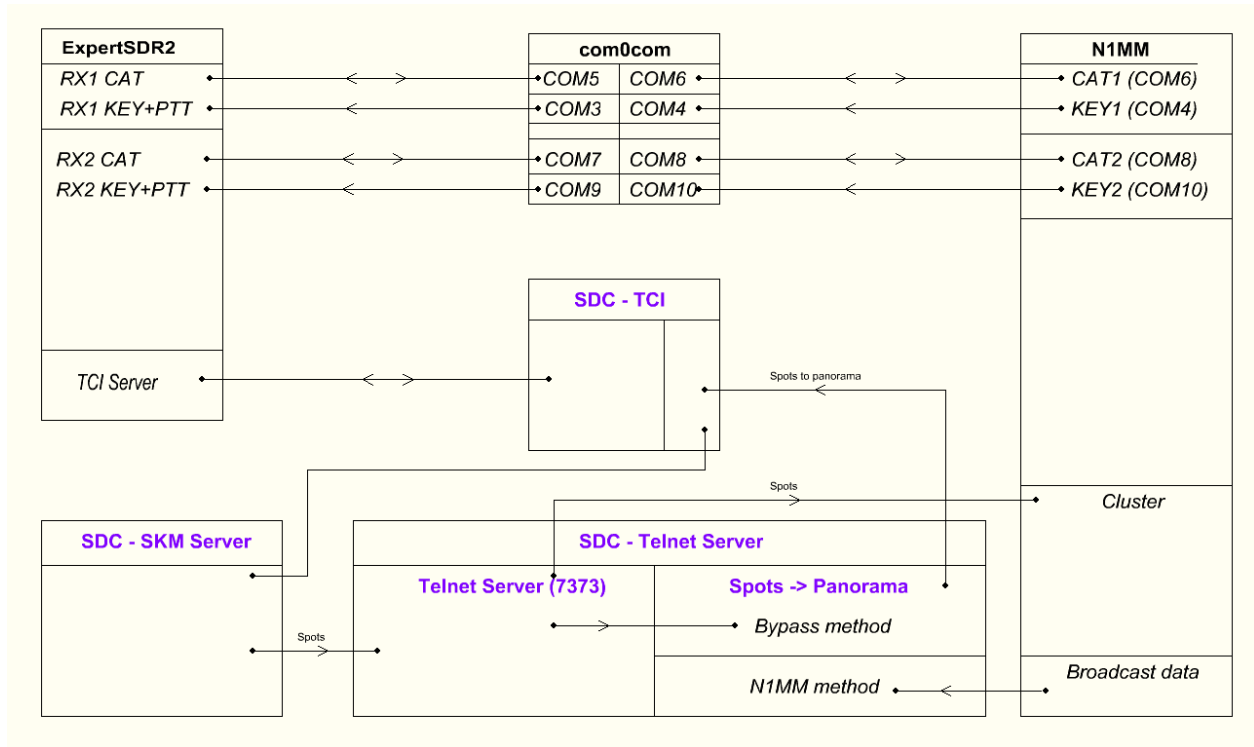 ExpertSDR2
com0com
N1MM
RX1 CAT
COM5
COM6
CAT1 (COM6)
RX1 KEY+PTT
COM3
COM4
KEY1 (COM4)
RX2 CAT
COM7
COM8
CAT2 (COM8)
RX2 KEY+PTT
COM9
COM10
KEY2 (COM10)
SDC - TCI
TCI Server
Spots to panorama
Spots
Cluster
SDC - SKM Server
SDC - Telnet Server
Telnet Server (7373)
Spots -> Panorama
Bypass method
Spots
Broadcast data
N1MM method